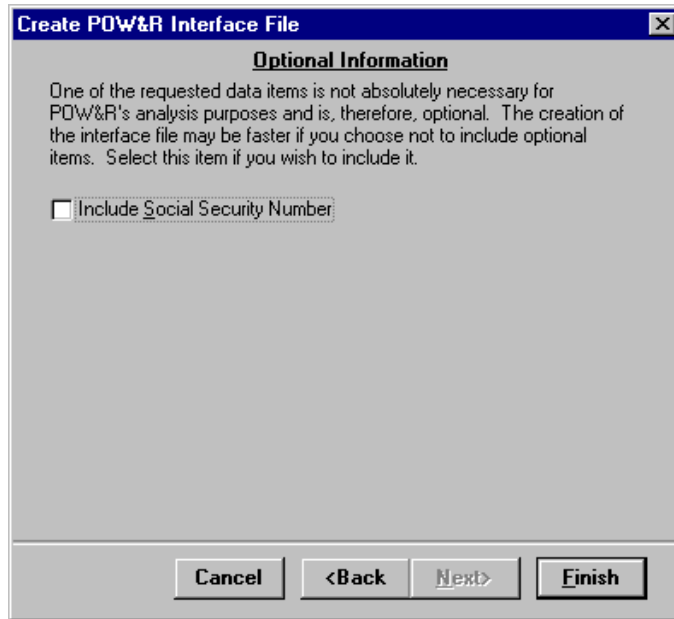 Create POW&R Interface File
Optional Information
One of the requested data items is not absolutely necessary for
POW&R's analysis purposes and is, therefore, optional.  The creation of
the interface file may be faster if you choose not to include optional
items.  Select this item if you wish to include it.
Include Social Security Number
Cancel
<Back
Next>
Finish